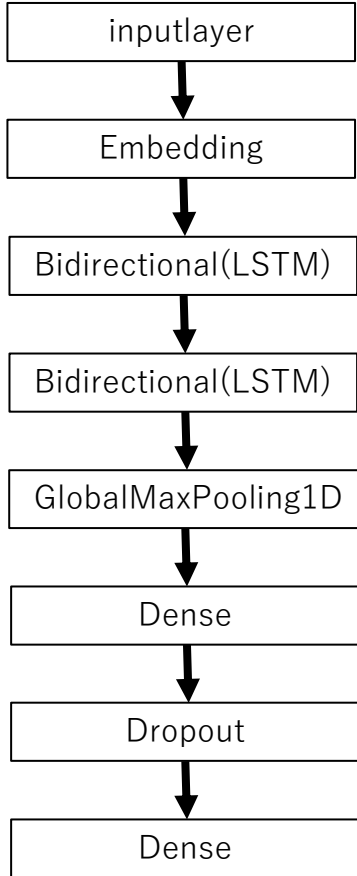 inputlayer
Embedding
Bidirectional(LSTM)
Bidirectional(LSTM)
GlobalMaxPooling1D
Dense
Dropout
Dense